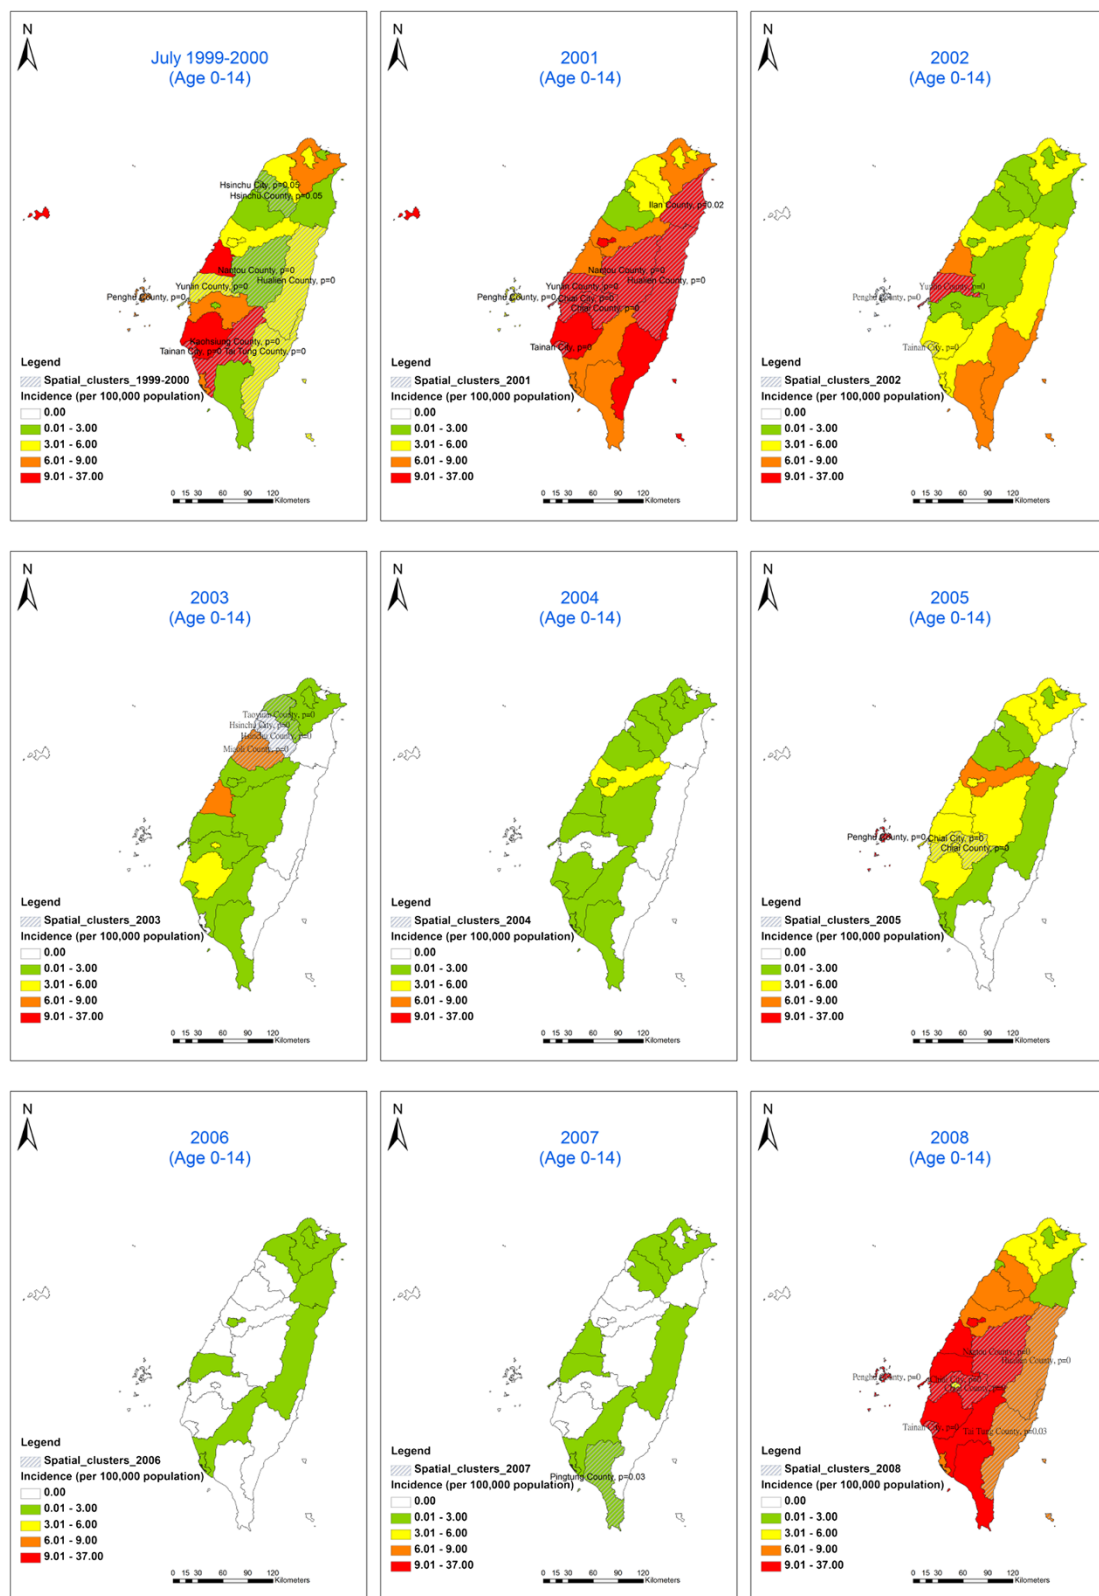 N
July 1999-2000
(Age 0-14)
Hsinchu City, p=0.05
Hsinchu County, p=0.05
Nantou County, p=0
Hualien County, p=0
Yunlin County, p=0
Penghu County, p=0
Kaohsiung County, p=0
Tainan City, p=0
Tai Tong County, p=0
Legend
Spatial_clusters_1999-2000
Incidence (per 100,000 population)
0.00
0.01 - 3.00
3.01 - 6.00
6.01 - 9.00
9.01 - 37.00
0 15 30 60 90 120
Kilometers
N
2001
(Age 0-14)
Ilan County, p=0.02
Nantou County, p=0
Hualien County, p=0
Yunlin County, p=0
Penghu County, p=0
Chiai City, p=0
Chiai County, p=0
Tainan City, p=0
Legend
Spatial_clusters_2001
Incidence (per 100,000 population)
0.00
0.01 - 3.00
3.01 - 6.00
6.01 - 9.00
9.01 - 37.00
0 15 30 60 90 120
Kilometers
N
2002
(Age 0-14)
Yunlin County, p=0
Penghu County, p=0
Tainan City, p=0
Legend
Spatial_clusters_2002
Incidence (per 100,000 population)
0.00
0.01 - 3.00
3.01 - 6.00
6.01 - 9.00
9.01 - 37.00
0 15 30 60 90 120
Kilometers
N
2003
(Age 0-14)
Taoyuan County, p=0
Hsinchu City, p=0
Hsinchu County, p=0
Miaoli County, p=0
Legend
Spatial_clusters_2003
Incidence (per 100,000 population)
0.00
0.01 - 3.00
3.01 - 6.00
6.01 - 9.00
9.01 - 37.00
0 15 30 60 90 120
Kilometers
N
2004
(Age 0-14)
Legend
Spatial_clusters_2004
Incidence (per 100,000 population)
0.00
0.01 - 3.00
3.01 - 6.00
6.01 - 9.00
9.01 - 37.00
0 15 30 60 90 120
Kilometers
N
2005
(Age 0-14)
Penghu County, p=0
Chiai City, p=0
Chiai County, p=0
Legend
Spatial_clusters_2005
Incidence (per 100,000 population)
0.00
0.01 - 3.00
3.01 - 6.00
6.01 - 9.00
9.01 - 37.00
0 15 30 60 90 120
Kilometers
N
2006
(Age 0-14)
Legend
Spatial_clusters_2006
Incidence (per 100,000 population)
0.00
0.01 - 3.00
3.01 - 6.00
6.01 - 9.00
9.01 - 37.00
0 15 30 60 90 120
Kilometers
N
2007
(Age 0-14)
Pingtung County, p=0.03
Legend
Spatial_clusters_2007
Incidence (per 100,000 population)
0.00
0.01 - 3.00
3.01 - 6.00
6.01 - 9.00
9.01 - 37.00
0 15 30 60 90 120
Kilometers
N
2008
(Age 0-14)
Nantou County, p=0
Hualien County, p=0
Penghu County, p=0
Chiai City, p=0
Chiai County, p=0
Tainan City, p=0
Tai Tung County, p=0.03
Legend
Spatial_clusters_2008
Incidence (per 100,000 population)
0.00
0.01 - 3.00
3.01 - 6.00
6.01 - 9.00
9.01 - 37.00
0 15 30 60 90 120
Kilometers